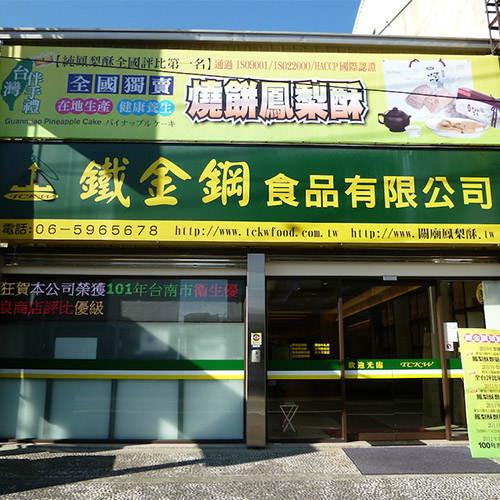 【純鳳梨酥全國評比第一名】通過 ISO9001/ISO22000/HACCP國際認證
台灣 伴手禮
全國獨賣
在地生產 健康養生
燒餅鳳梨酥
Guanmiao Pineapple Cake パイナップルケーキ
鐵金鋼 食品有限公司
TCKW
電話:06-5965678 http://www.tckwfood.com.tw http://www.關廟鳳梨酥.tw
狂賀本公司榮獲101年台南市衛生優
良商店評比優級
歡迎光臨 TCKW